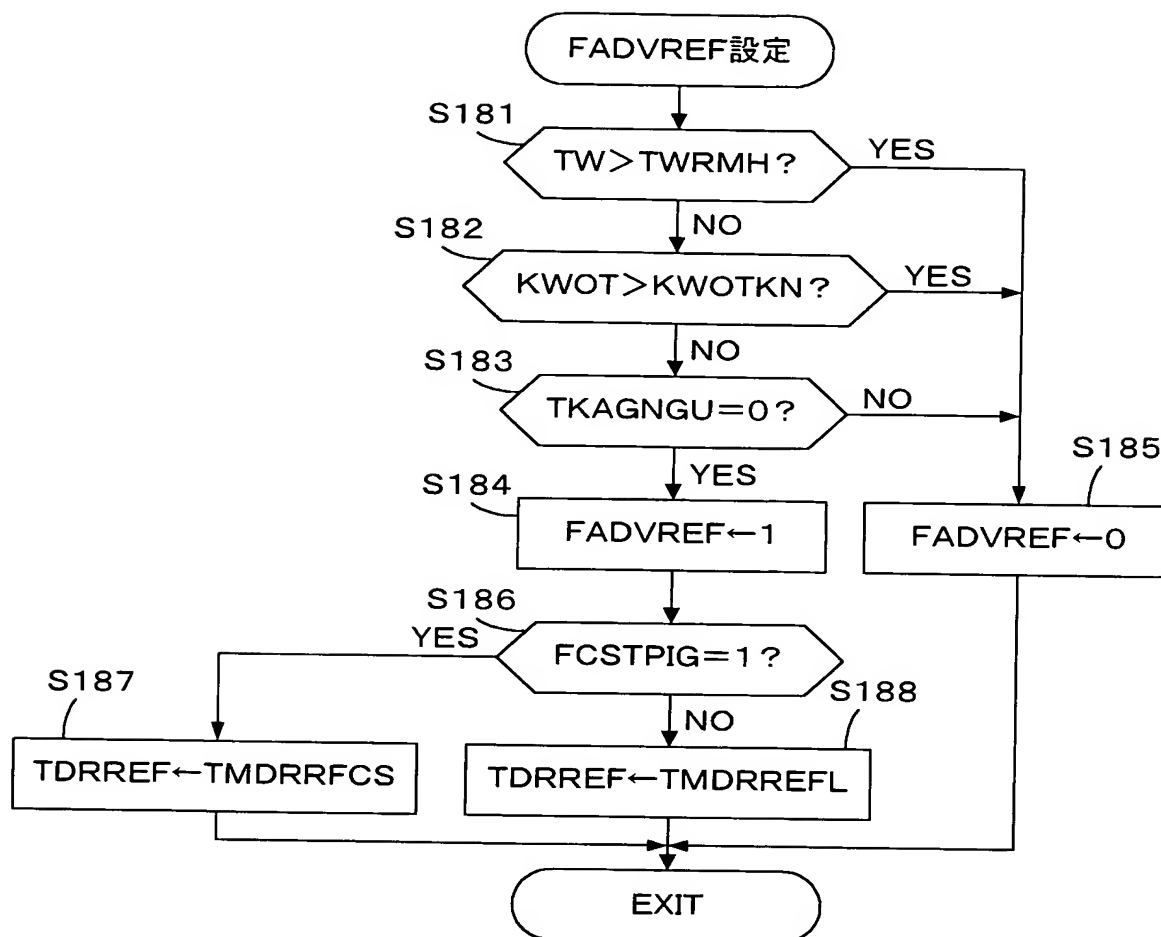 FADVREF設定
S181
TW>TWRMH?
YES
NO
S182
KWOT>KWOTKN?
YES
NO
S183
TKAGNGU=0?
NO
YES
S184
FADVREF←1
S185
FADVREF←0
S186
FCSTPIG=1?
YES
NO
S187
TDRREF←TMDRRFCS
S188
TDRREF←TMDRREFL
EXIT